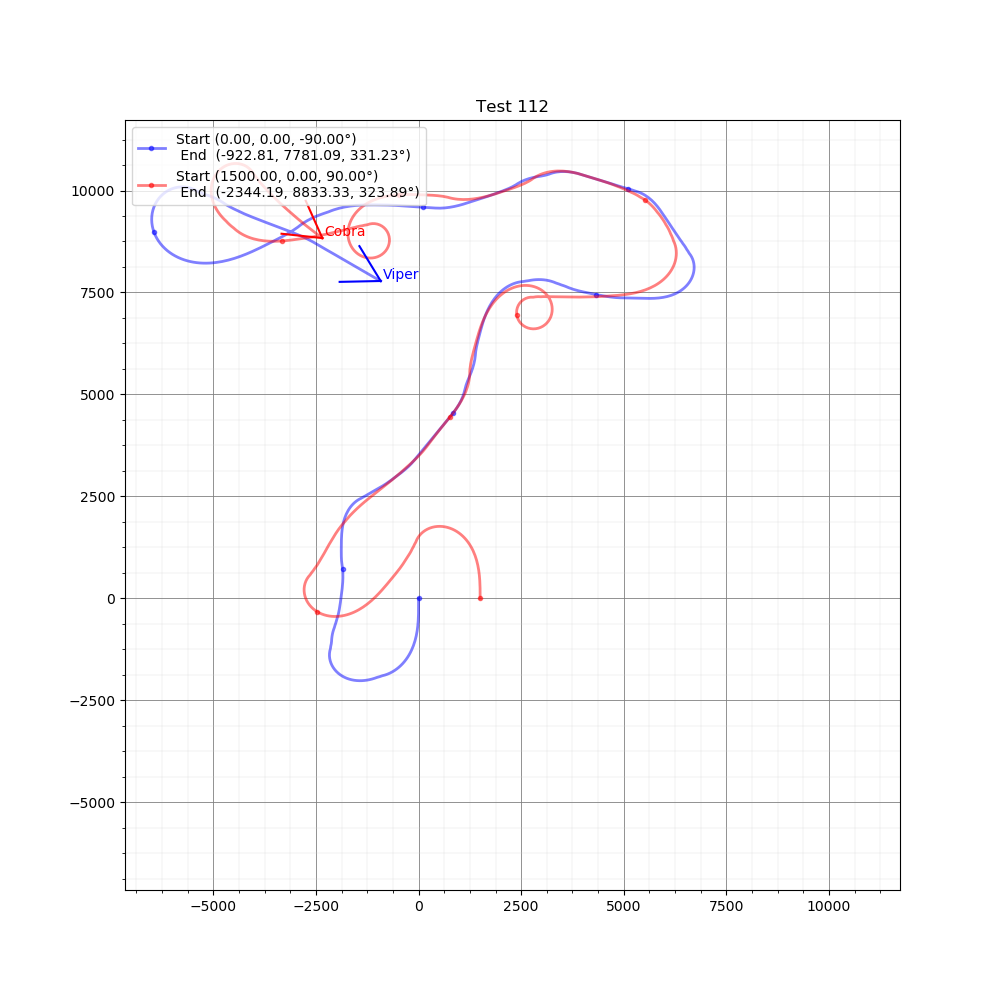 Test 112
Start (0.00, 0.00, -90.00°)
End (-922.81, 7781.09, 331.23°)
Start (1500.00, 0.00, 90.00°)
End (-2344.19, 8833.33, 323.89°)
Cobra
Viper
10000
7500
5000
2500
0
−2500
−5000
−5000
−2500
0
2500
5000
7500
10000